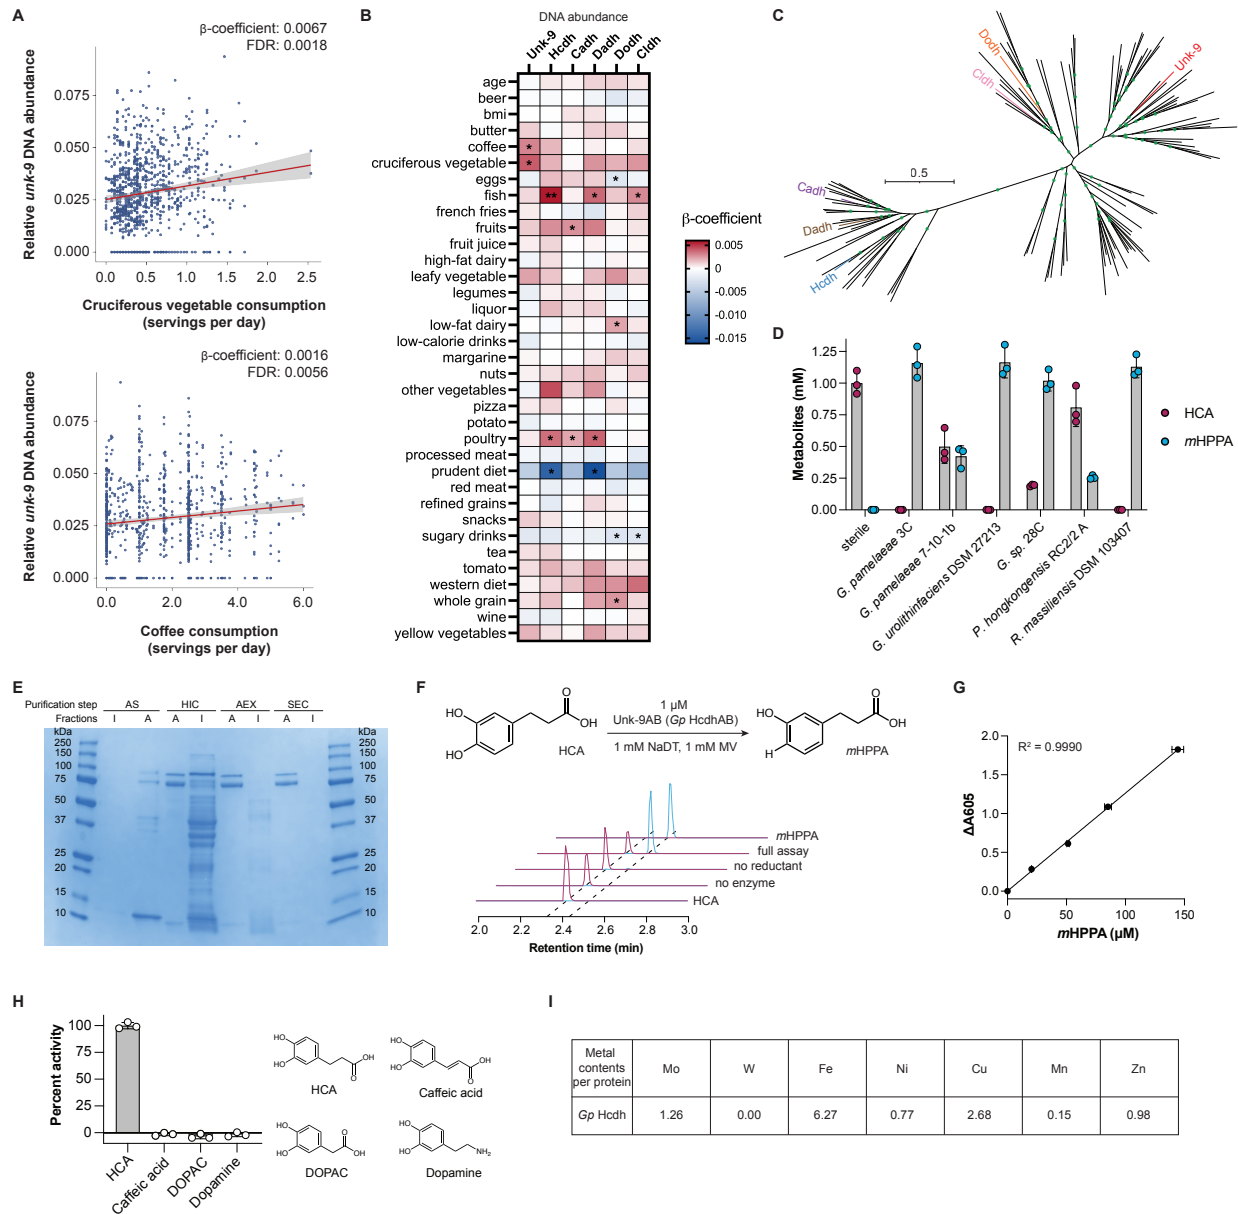 A
β-coefficient: 0.0067
FDR: 0.0018
Relative unk-9 DNA abundance
0.075
0.050
0.025
0.000
0.0 0.5 1.0 1.5 2.0 2.5
Cruciferous vegetable consumption
(servings per day)
β-coefficient: 0.0016
FDR: 0.0056
Relative unk-9 DNA abundance
0.075
0.050
0.025
0.000
0.0 2.0 4.0 6.0
Coffee consumption
(servings per day)
B
DNA abundance
Unk-9 Hcdh Cadh Dadh Dodh Cldh
age
beer
bmi
butter
coffee *
cruciferous vegetable *
eggs *
fish ** * *
french fries
fruits *
fruit juice
high-fat dairy
leafy vegetable
legumes
liquor
low-fat dairy *
low-calorie drinks
margarine
nuts
other vegetables
pizza
potato
poultry * * *
processed meat
prudent diet * *
red meat
refined grains
snacks
sugary drinks * *
tea
tomato
western diet
whole grain *
wine
yellow vegetables
β-coefficient
0.005
0
-0.005
-0.010
-0.015
C
Dodh
Cldh
Unk-9
0.5
Cadh
Dadh
Hcdh
D
Metabolites (mM)
1.25
1.00
0.75
0.50
0.25
0.00
sterile
G. pamelaeae 3C
G. pamelaeae 7-10-1b
G. urolithinfaciens DSM 27213
G. sp. 28C
P. hongkongensis RC2/2 A
R. massiliensis DSM 103407
HCA
mHPPA
E
Purification step AS HIC AEX SEC
Fractions I A A I A I A I
kDa kDa
250 250
150 150
100 100
75 75
50 50
37 37
25 25
20 20
15 15
10 10
F
HO
HO
O
OH
HCA
1 µM
Unk-9AB (Gp HcdhAB)
1 mM NaDT, 1 mM MV
HO
H
O
OH
mHPPA
mHPPA
full assay
no reductant
no enzyme
HCA
2.0 2.2 2.4 2.6 2.8 3.0
Retention time (min)
G
R² = 0.9990
ΔA605
2.0
1.5
1.0
0.5
0.0
0 50 100 150
mHPPA (µM)
H
Percent activity
100
75
50
25
0
HCA
Caffeic acid
DOPAC
Dopamine
HO
HO
OH
O
HCA
HO
HO
OH
O
Caffeic acid
HO
HO
O
OH
DOPAC
HO
HO
NH₂
Dopamine
I
Metal contents per protein Mo W Fe Ni Cu Mn Zn
Gp Hcdh 1.26 0.00 6.27 0.77 2.68 0.15 0.98